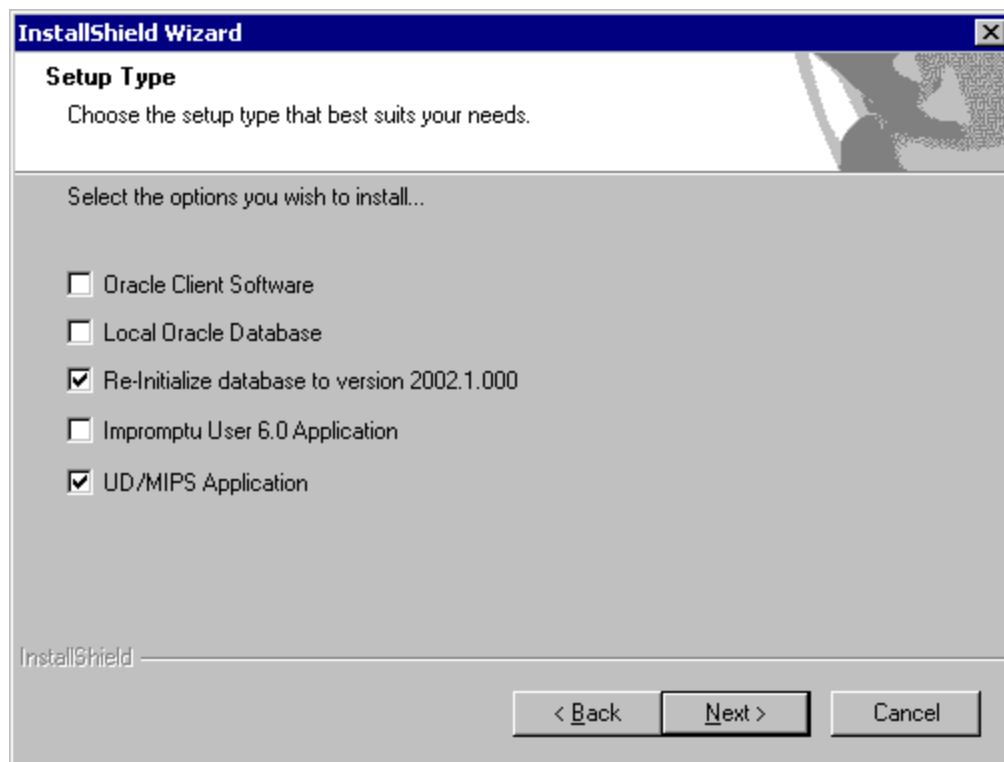 InstallShield Wizard
Setup Type
Choose the setup type that best suits your needs.
Select the options you wish to install...
Oracle Client Software
Local Oracle Database
Re-Initialize database to version 2002.1.000
Impromptu User 6.0 Application
UD/MIPS Application
InstallShield
< Back Next > Cancel